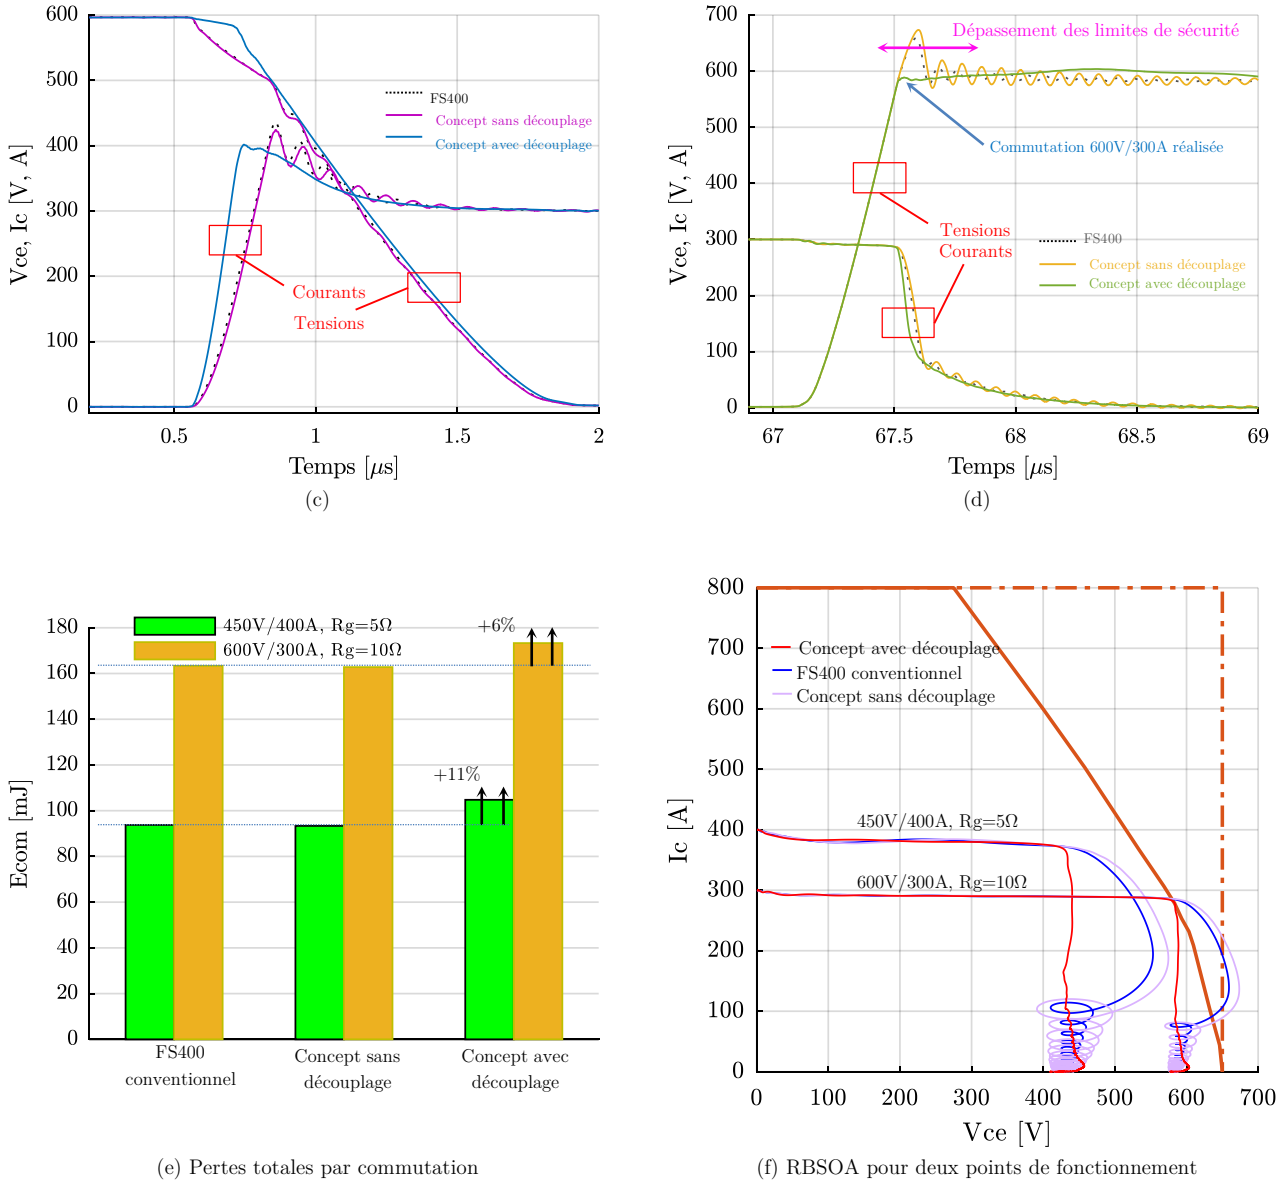 600
500
400
300
200
100
0
Vce, Ic [V, A]
FS400
Concept sans découplage
Concept avec découplage
Courants
Tensions
0.5
1
1.5
2
Temps [μs]
(c)
700
600
500
400
300
200
100
0
Vce, Ic [V, A]
Dépassement des limites de sécurité
Commutation 600V/300A réalisée
Tensions
Courants
FS400
Concept sans découplage
Concept avec découplage
67
67.5
68
68.5
69
Temps [μs]
(d)
180
160
140
120
100
80
60
40
20
0
Ecom [mJ]
450V/400A, Rg=5Ω
600V/300A, Rg=10Ω
+6%
+11%
FS400
conventionnel
Concept sans
découplage
Concept avec
découplage
(e) Pertes totales par commutation
800
700
600
500
400
300
200
100
0
Ic [A]
Concept avec découplage
FS400 conventionnel
Concept sans découplage
450V/400A, Rg=5Ω
600V/300A, Rg=10Ω
0
100
200
300
400
500
600
700
Vce [V]
(f) RBSOA pour deux points de fonctionnement